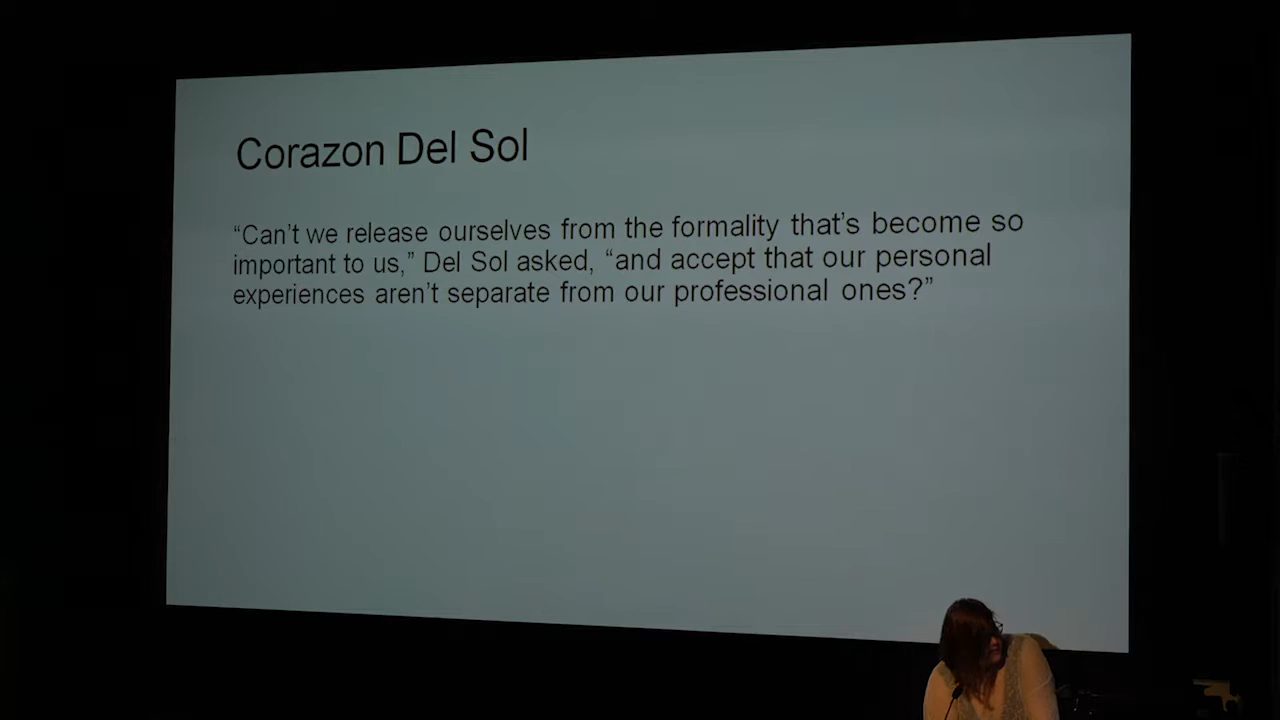 Corazon Del Sol
“Can’t we release ourselves from the formality that’s become so
important to us,” Del Sol asked, “and accept that our personal
experiences aren’t separate from our professional ones?”